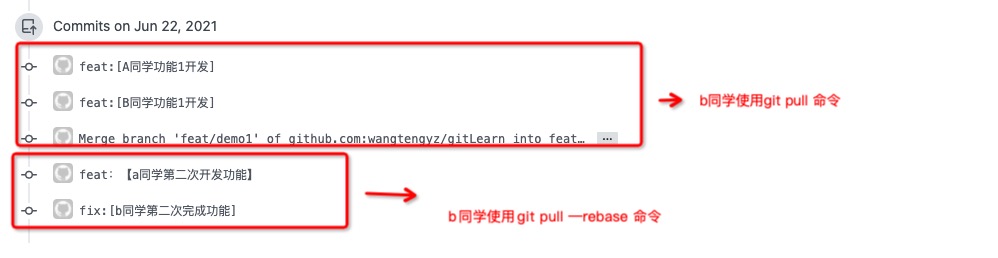 Commits on Jun 22, 2021
feat:[A同学功能1开发]
feat:[B同学功能1开发]
b同学使用git pull 命令
Merge branch 'feat/demo1' of github.com:wangtengyz/gitLearn into feat… ...
feat: 【a同学第二次开发功能】
fix:[b同学第二次完成功能]
b同学使用git pull —rebase 命令